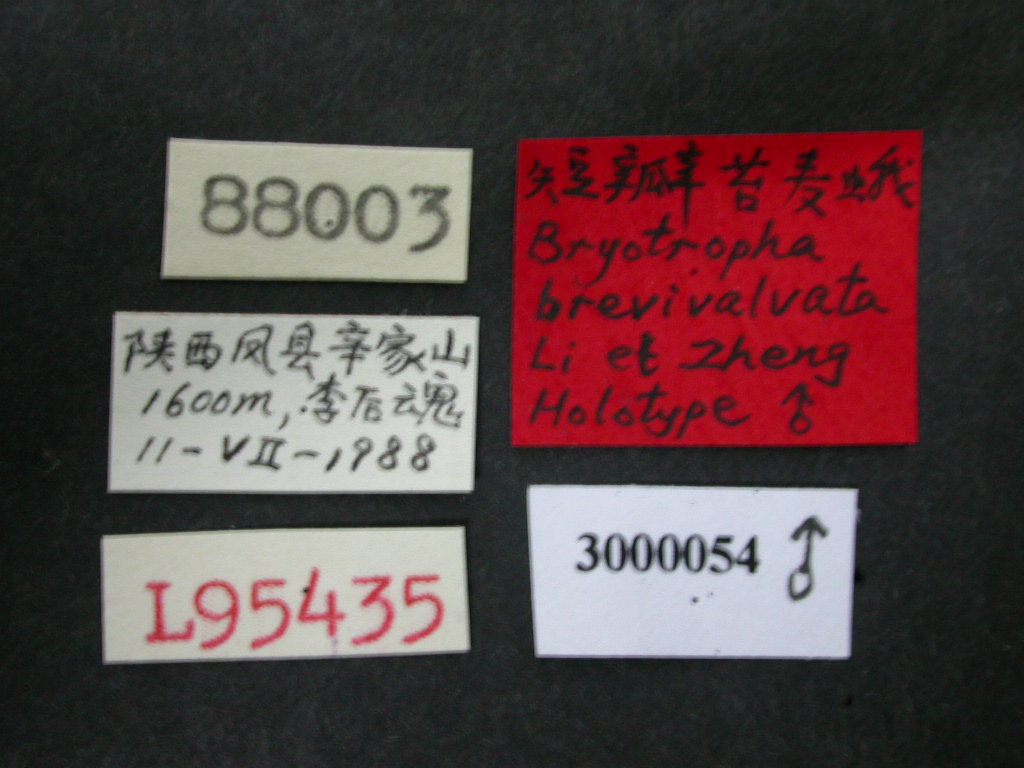 88003
陕西凤县辛家山
1600m, 李后魂
11-VII-1988
L95435
短瓣苔麦蛾
Bryotropha
brevivalvata
Li et Zheng
Holotype ♂
3000054 ♂